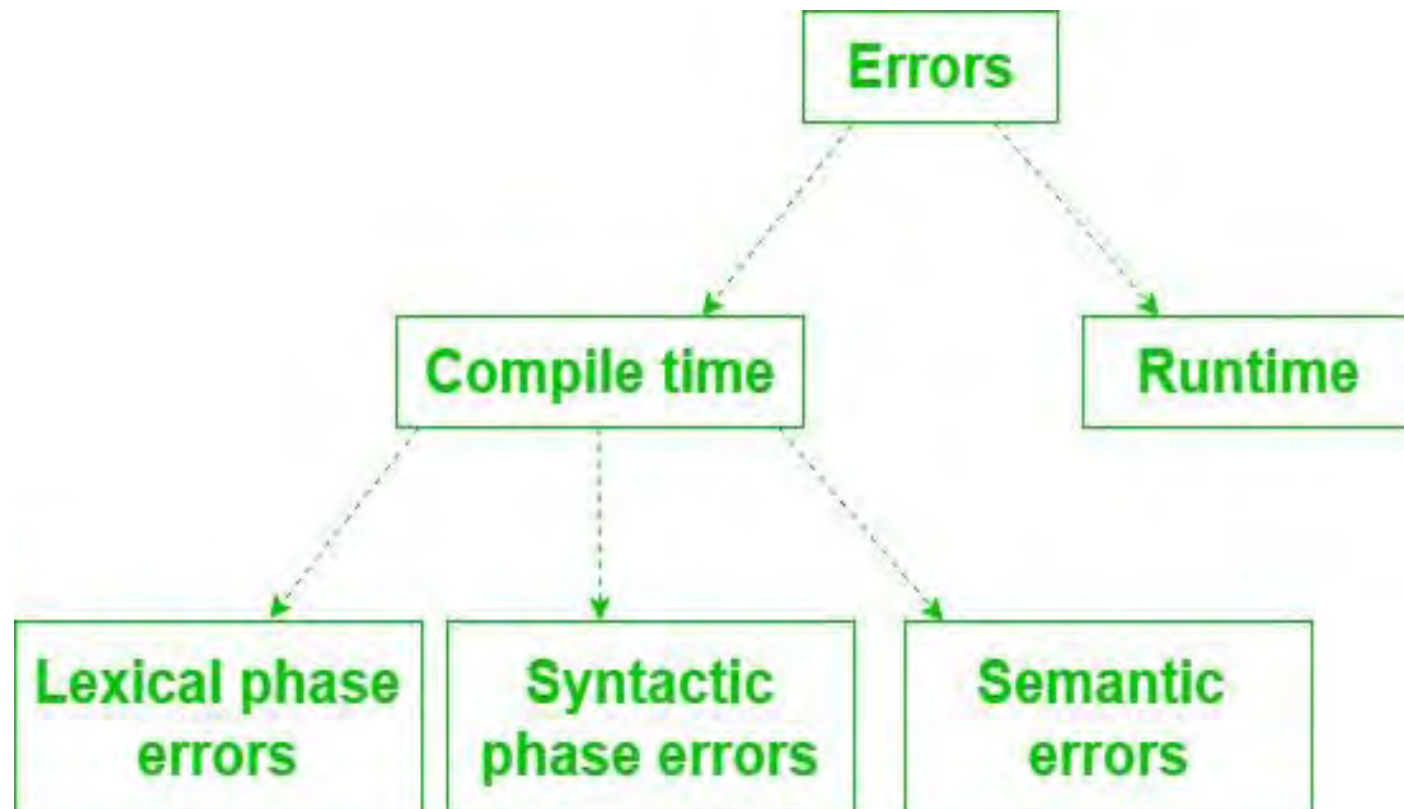 Errors
Compile time
Runtime
Lexical phase
errors
Syntactic
phase errors
Semantic
errors